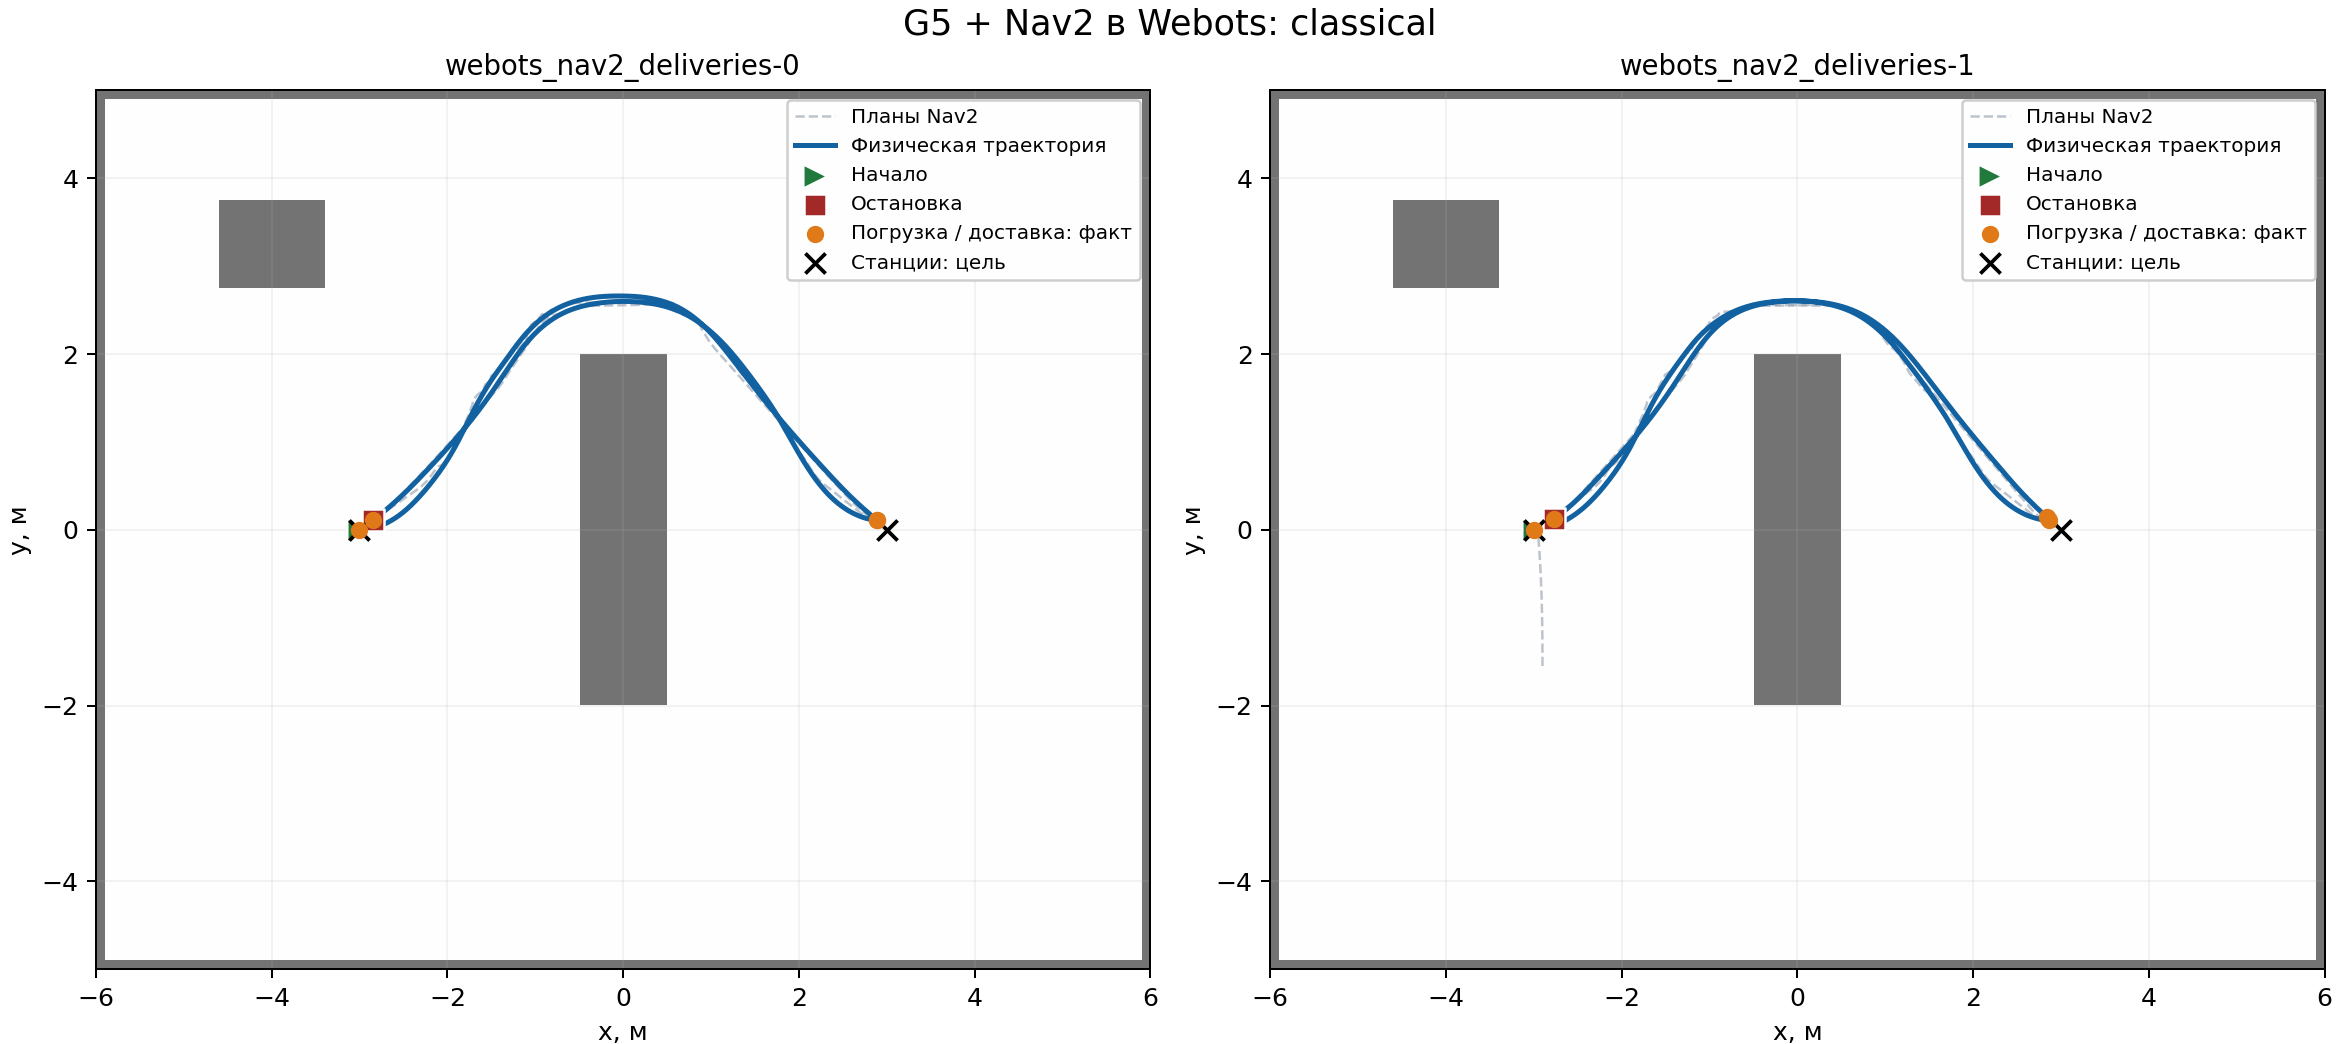 G5 + Nav2 в Webots: classical
webots_nav2_deliveries-0
Планы Nav2
Физическая траектория
Начало
Остановка
Погрузка / доставка: факт
Станции: цель
4
2
0
−2
−4
y, м
−6
−4
−2
0
2
4
6
x, м
webots_nav2_deliveries-1
Планы Nav2
Физическая траектория
Начало
Остановка
Погрузка / доставка: факт
Станции: цель
4
2
0
−2
−4
y, м
−6
−4
−2
0
2
4
6
x, м